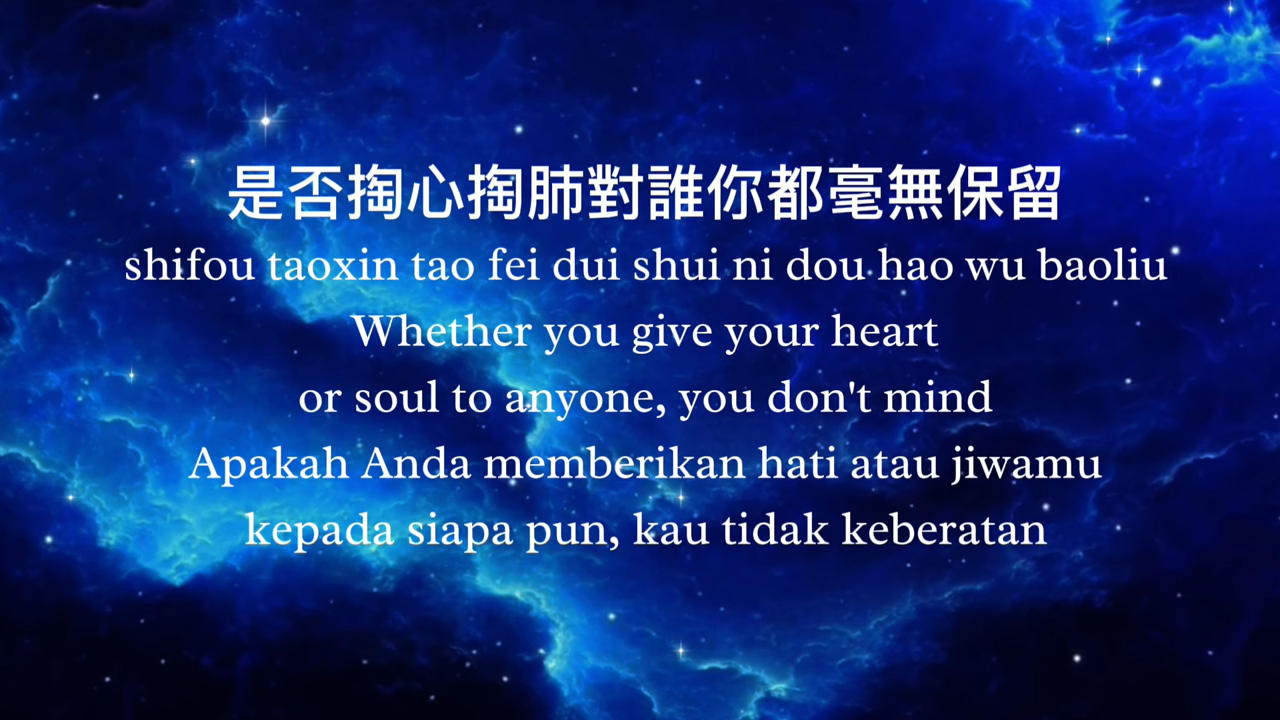 是否掏心掏肺對誰你都毫無保留
shifou taoxin tao fei dui shui ni dou hao wu baoliu
Whether you give your heart
or soul to anyone, you don't mind
Apakah Anda memberikan hati atau jiwamu
kepada siapa pun, kau tidak keberatan